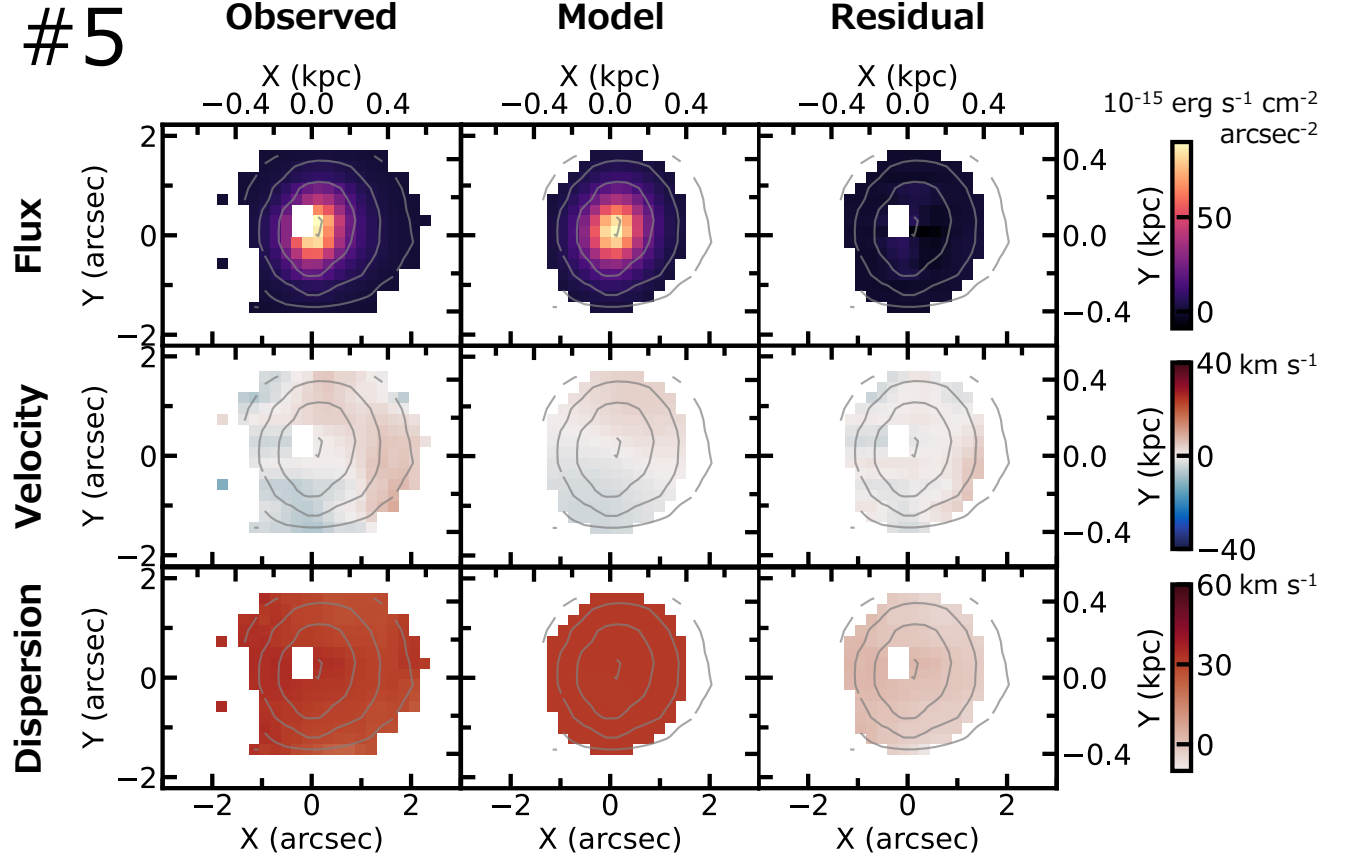 #5
Observed Model Residual
X (kpc) X (kpc) X (kpc)
−0.4 0.0 0.4 −0.4 0.0 0.4 −0.4 0.0 0.4
10⁻¹⁵ erg s⁻¹ cm⁻²
arcsec⁻²
Flux
Y (arcsec)
2
0
−2
0.4
0.0
−0.4
Y (kpc)
50
0
Velocity
Y (arcsec)
2
0
−2
0.4
0.0
−0.4
Y (kpc)
40 km s⁻¹
0
−40
Dispersion
Y (arcsec)
2
0
−2
0.4
0.0
−0.4
Y (kpc)
60 km s⁻¹
30
0
−2 0 2 −2 0 2 −2 0 2
X (arcsec) X (arcsec) X (arcsec)